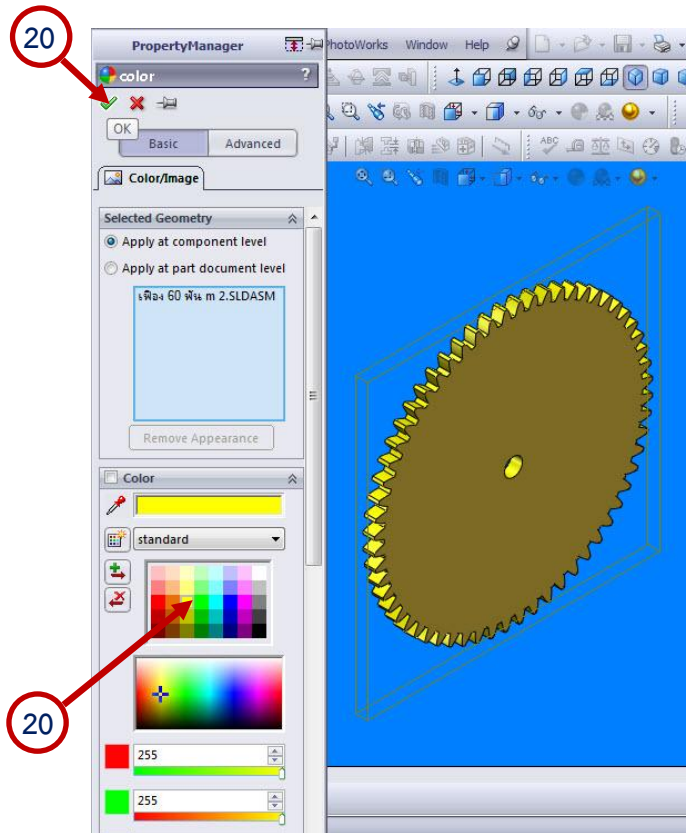 20
PropertyManager
PhotoWorks Window Help
color ?
OK
Basic Advanced
Color/Image
Selected Geometry
Apply at component level
Apply at part document level
เฟือง 60 ฟัน m 2.SLDASM
Remove Appearance
Color
standard
20
255
255
ABC